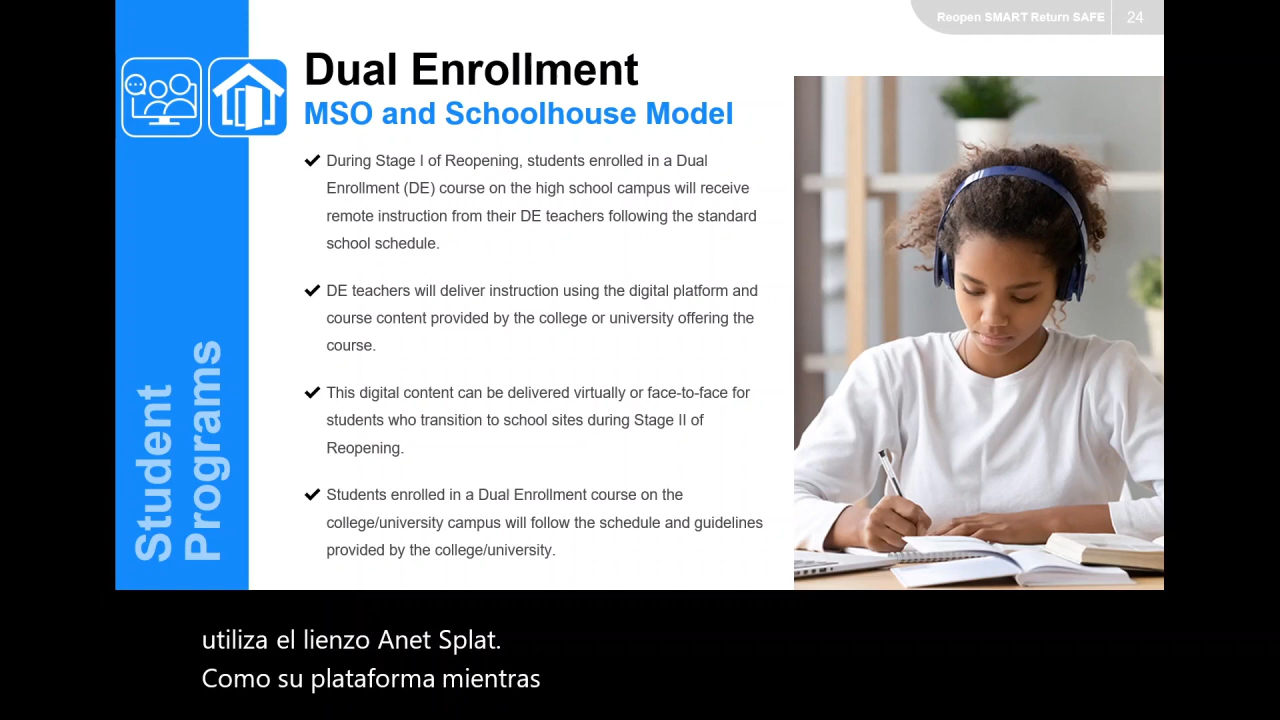 Reopen SMART Return SAFE 24
Dual Enrollment
MSO and Schoolhouse Model
During Stage I of Reopening, students enrolled in a Dual
Enrollment (DE) course on the high school campus will receive
remote instruction from their DE teachers following the standard
school schedule.
DE teachers will deliver instruction using the digital platform and
course content provided by the college or university offering the
course.
This digital content can be delivered virtually or face-to-face for
students who transition to school sites during Stage II of
Reopening.
Students enrolled in a Dual Enrollment course on the
college/university campus will follow the schedule and guidelines
provided by the college/university.
Student
Programs
utiliza el lienzo Anet Splat.
Como su plataforma mientras